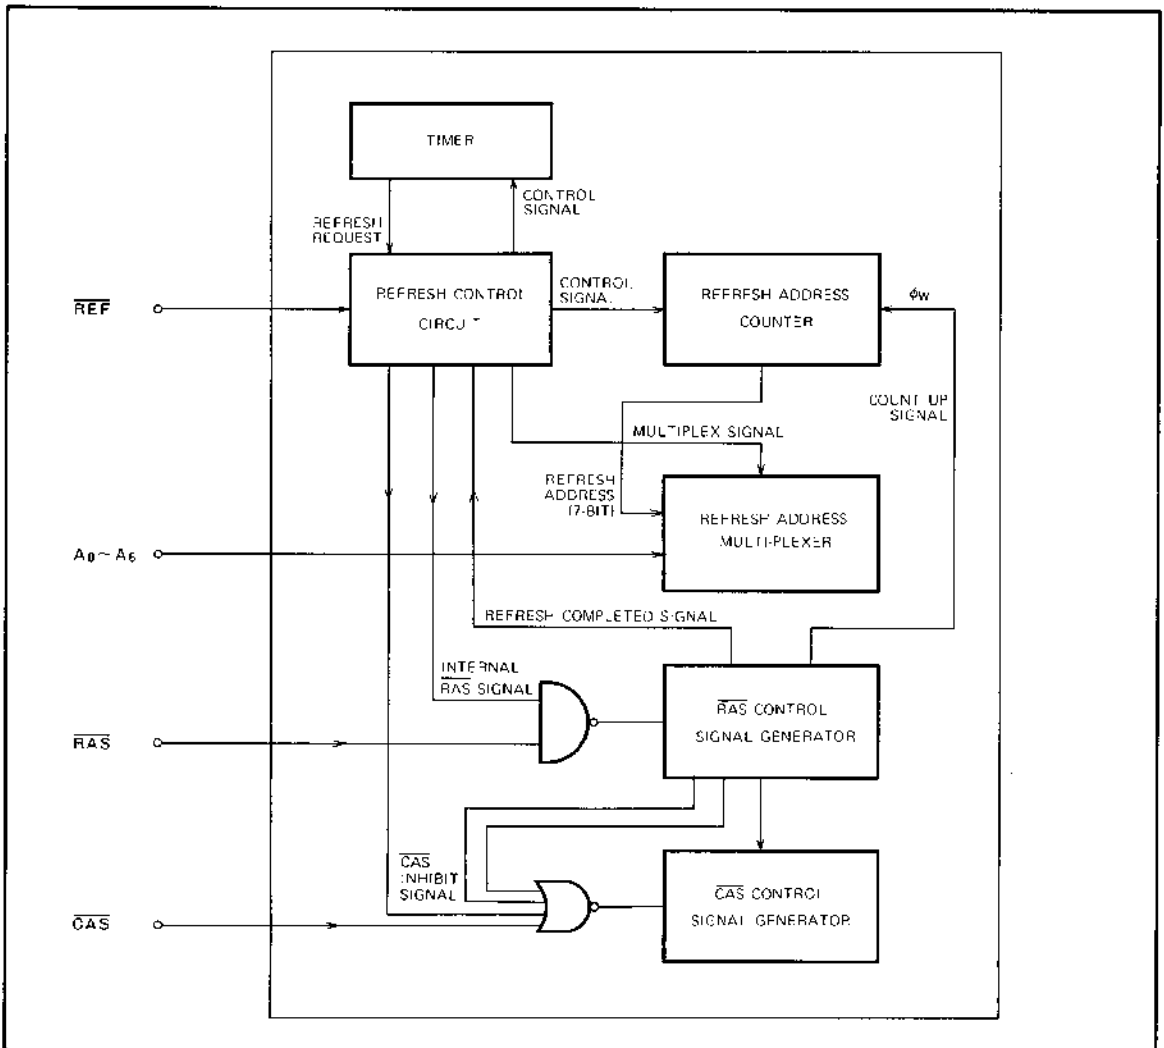 TIMER
CONTROL
SIGNAL
REFRESH
REQUEST
REF
REFRESH CONTROL
CIRCUIT
CONTROL
SIGNAL
REFRESH ADDRESS
COUNTER
φW
COUNT UP
SIGNAL
MULTIPLEX SIGNAL
REFRESH
ADDRESS
(7-BIT)
REFRESH ADDRESS
MULTI-PLEXER
A0~A6
REFRESH COMPLETED SIGNAL
INTERNAL
RAS SIGNAL
RAS
RAS CONTROL
SIGNAL GENERATOR
CAS
INHIBIT
SIGNAL
CAS
CAS CONTROL
SIGNAL GENERATOR